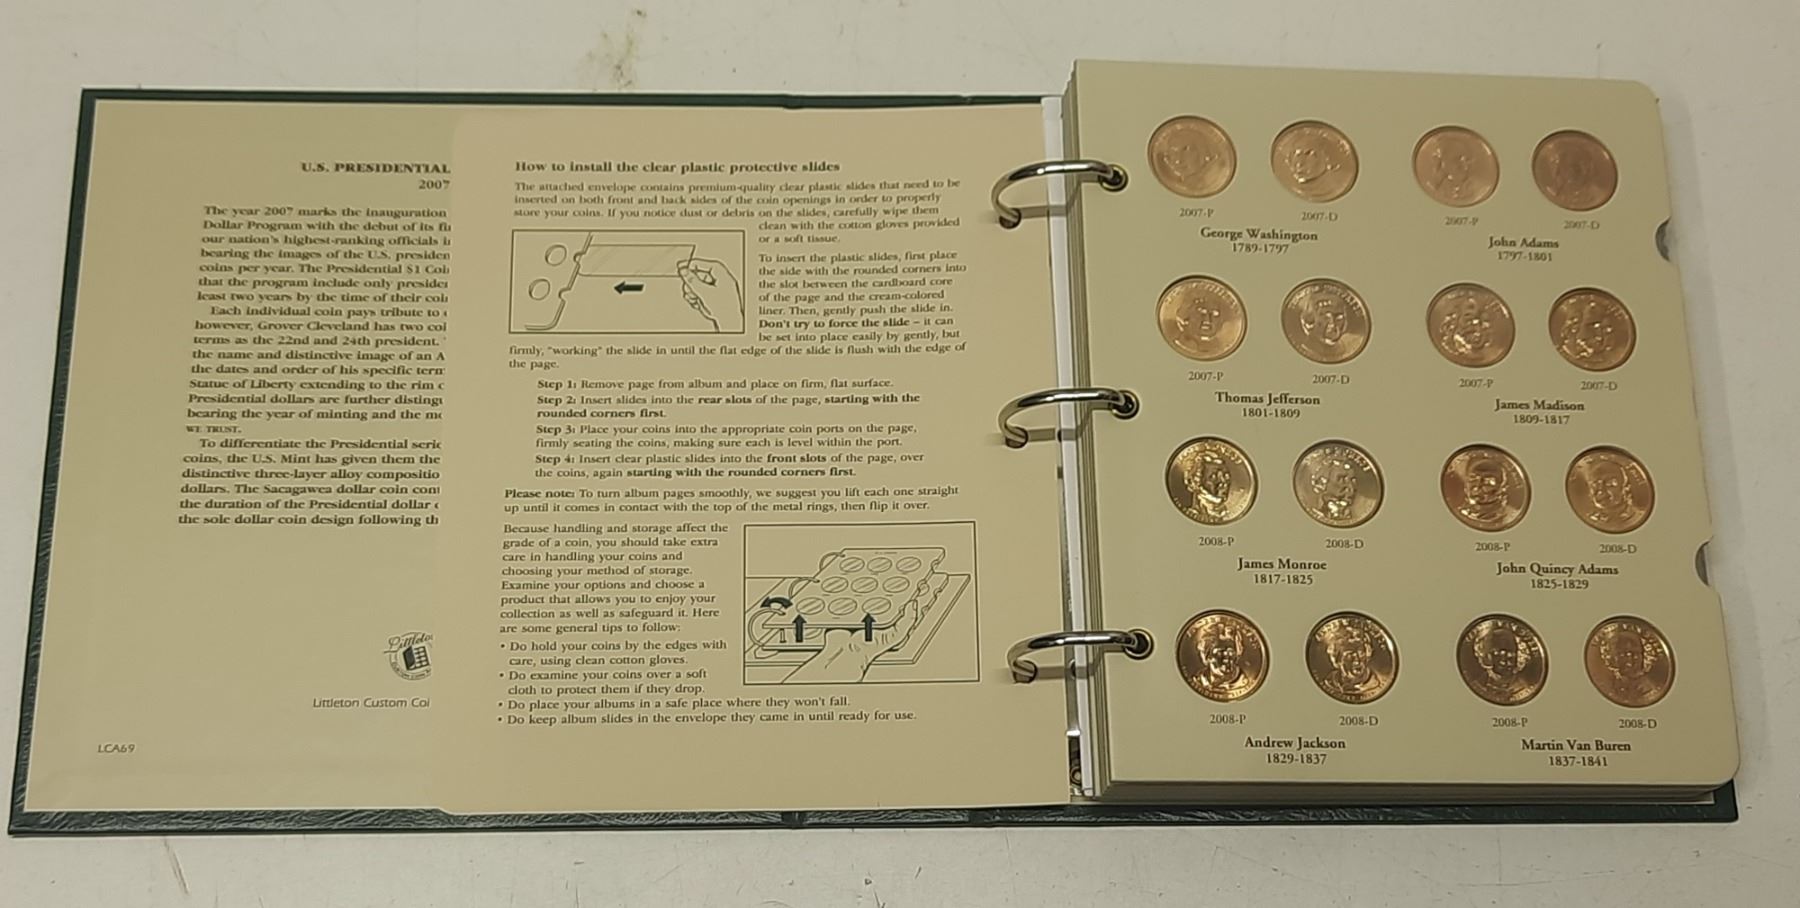 U.S. PRESIDENTIAL
2007
The year 2007 marks the inauguration
Dollar Program with the debut of its
our nation's highest-ranking officials
bearing the images of the U.S.
coins per year. The Presidential $1
that the program include only
least two years by the time of their
Each individual coin pays tribute to
however, Grover Cleveland has two
terms as the 22nd and 24th president.
the name and distinctive image of an A
the dates and order of his specific
Statue of Liberty extending to the rim
Presidential dollars are further
bearing the year of minting and the
WE TRUST.
To differentiate the Presidential
coins, the U.S. Mint has given them the
distinctive three-layer alloy
dollars. The Sacagawea dollar coin
the duration of the Presidential dollar
the sole dollar coin design following
Littleton Custom
LCA69
How to install the clear plastic protective slides
The attached envelope contains premium-quality clear plastic slides that need to be
inserted on both front and back sides of the coin openings in order to properly
store your coins. If you notice dust or debris on the slides, carefully wipe them
clean with the cotton gloves provided
or a soft tissue.
To insert the plastic slides, first place
the side with the rounded corners into
the slot between the cardboard core
of the page and the cream-colored
liner. Then, gently push the slide in.
Don't try to force the slide – it can
be set into place easily by gently, but
firmly, "working" the slide in until the flat edge of the slide is flush with the edge of
the page.
Step 1: Remove page from album and place on firm, flat surface.
Step 2: Insert slides into the rear slots of the page, starting with the
rounded corners first.
Step 3: Place your coins into the appropriate coin ports on the page,
firmly seating the coins, making sure each is level within the port.
Step 4: Insert clear plastic slides into the front slots of the page, over
the coins, again starting with the rounded corners first.
Please note: To turn album pages smoothly, we suggest you lift each one straight
up until it comes in contact with the top of the metal rings, then flip it over.
Because handling and storage affect the
grade of a coin, you should take extra
care in handling your coins and
choosing your method of storage.
Examine your options and choose a
product that allows you to enjoy your
collection as well as safeguard it. Here
are some general tips to follow:
• Do hold your coins by the edges with
care, using clean cotton gloves.
• Do examine your coins over a soft
cloth to protect them if they drop.
• Do place your albums in a safe place where they won't fall.
• Do keep album slides in the envelope they came in until ready for use.
2007-P 2007-D 2007-P 2007-D
George Washington John Adams
1789-1797 1797-1801
2007-P 2007-D 2007-P 2007-D
Thomas Jefferson James Madison
1801-1809 1809-1817
2008-P 2008-D 2008-P 2008-D
James Monroe John Quincy Adams
1817-1825 1825-1829
2008-P 2008-D 2008-P 2008-D
Andrew Jackson Martin Van Buren
1829-1837 1837-1841